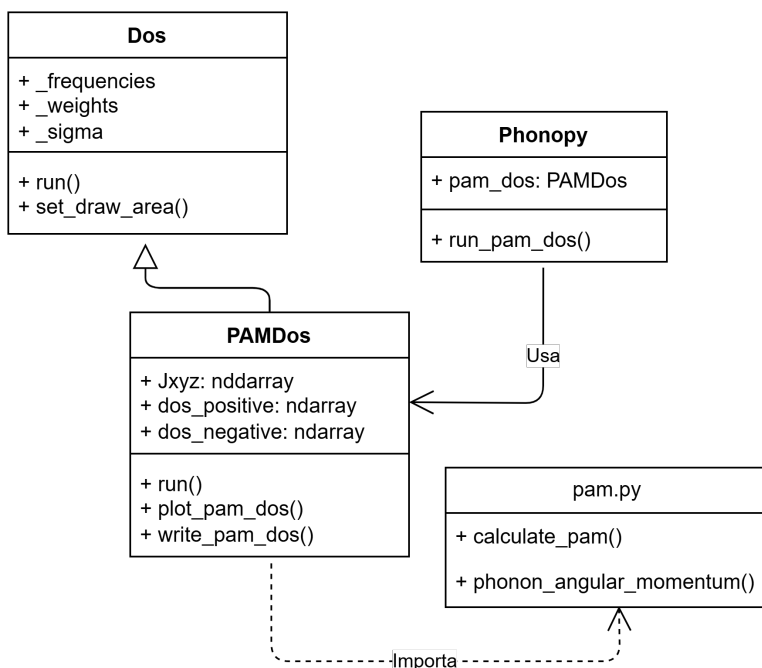 Dos
+ _frequencies
+ _weights
+ _sigma
+ run()
+ set_draw_area()
Phonopy
+ pam_dos: PAMDos
+ run_pam_dos()
Usa
PAMDos
+ Jxyz: nddarray
+ dos_positive: ndarray
+ dos_negative: ndarray
+ run()
+ plot_pam_dos()
+ write_pam_dos()
pam.py
+ calculate_pam()
+ phonon_angular_momentum()
Importa